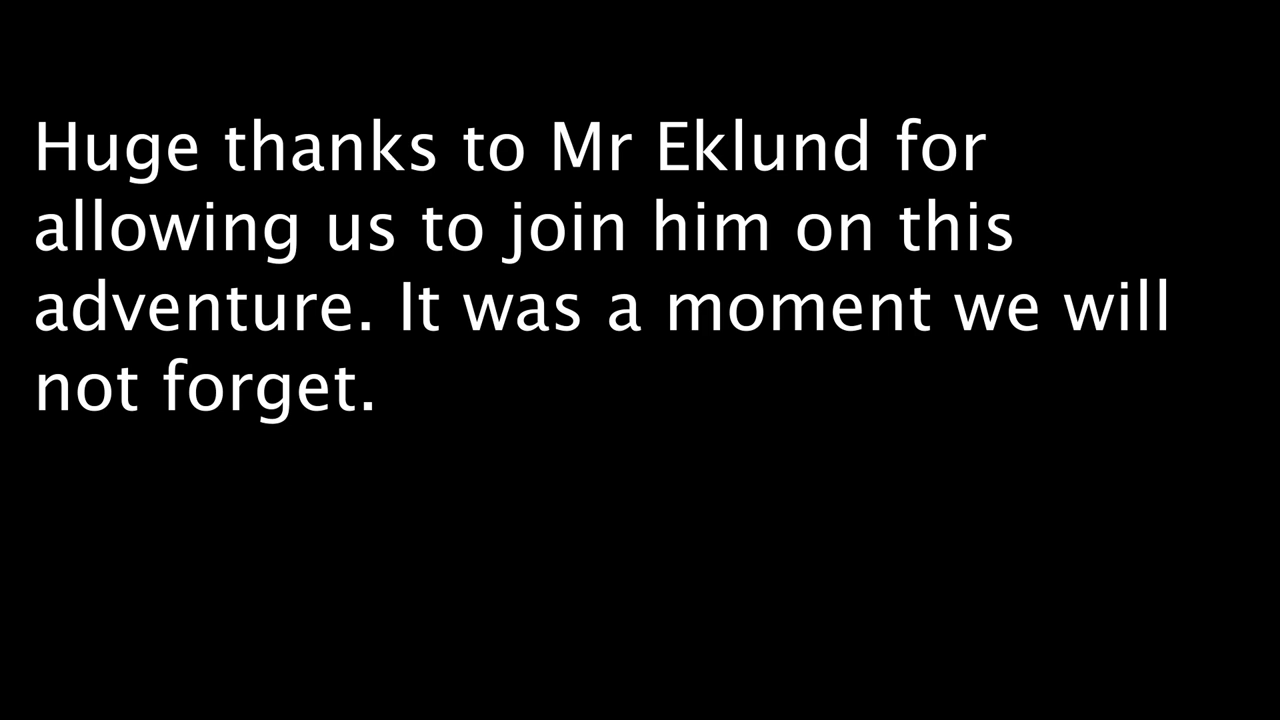 Huge thanks to Mr Eklund for
allowing us to join him on this
adventure. It was a moment we will
not forget.